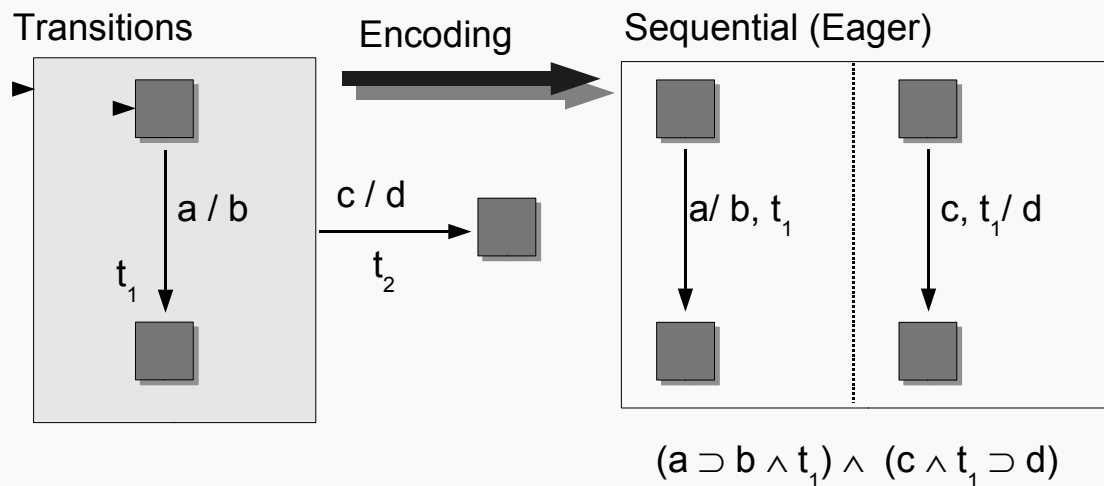 Transitions
Encoding
Sequential (Eager)
a / b
t₁
c / d
t₂
a/ b, t₁
c, t₁/ d
(a ⊃ b ∧ t₁) ∧ (c ∧ t₁ ⊃ d)